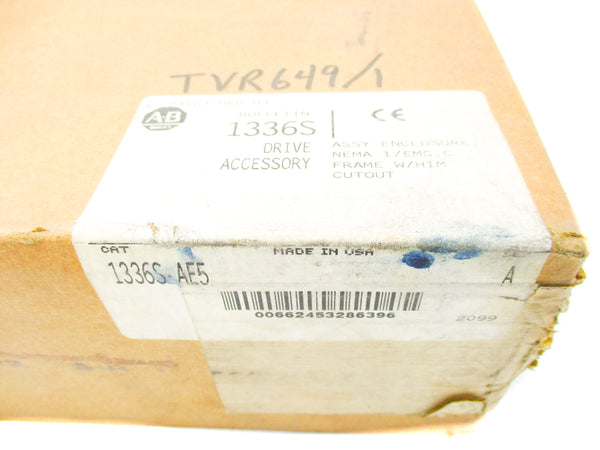 TVR649/1
A-B
QUALITY
BULLETIN
1336S
DRIVE
ACCESSORY
CE
ASSY ENCLOSURE,
NEMA 1/EMC,C
FRAME W/HIM
CUTOUT
CAT
MADE IN USA
1336S-AE5
A
00662453286396
2099